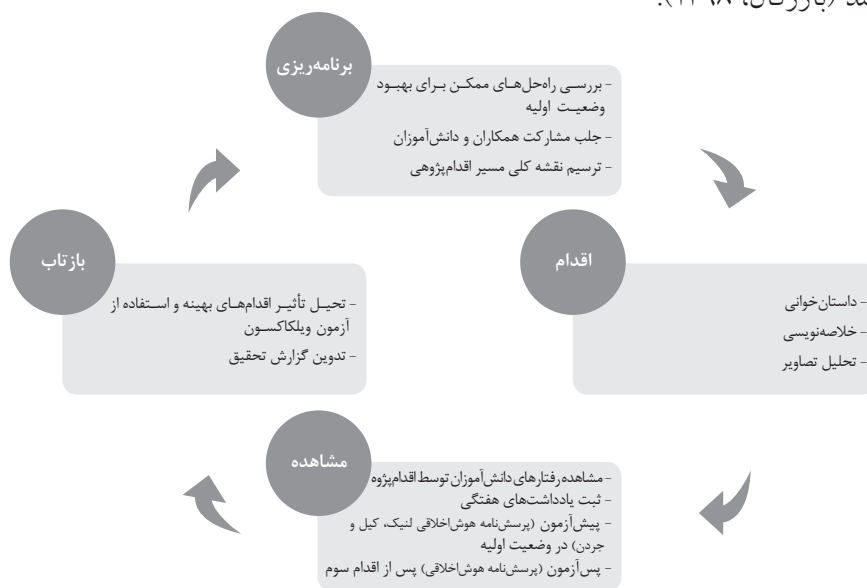 برنامه‌ریزی
- بررسی راه‌حل‌های ممکن برای بهبود
وضعیت اولیه
- جلب مشارکت همکاران و دانش‌آموزان
- ترسیم نقشه کلی مسیر اقدام‌پژوهی
اقدام
- داستان‌خوانی
- خلاصه‌نویسی
- تحلیل تصاویر
مشاهده
- مشاهده رفتارهای دانش‌آموزان توسط اقدام‌پژوه
- ثبت یادداشت‌های هفتگی
- پیش‌آزمون (پرسش‌نامه هوش‌اخلاقی لنیک، کیل و
جردن) در وضعیت اولیه
- پس‌آزمون (پرسش‌نامه هوش‌اخلاقی) پس از اقدام سوم
بازتاب
- تحیل تأثیر اقدام‌های بهینه و استفاده از
آزمون ویلکاکسون
- تدوین گزارش تحقیق